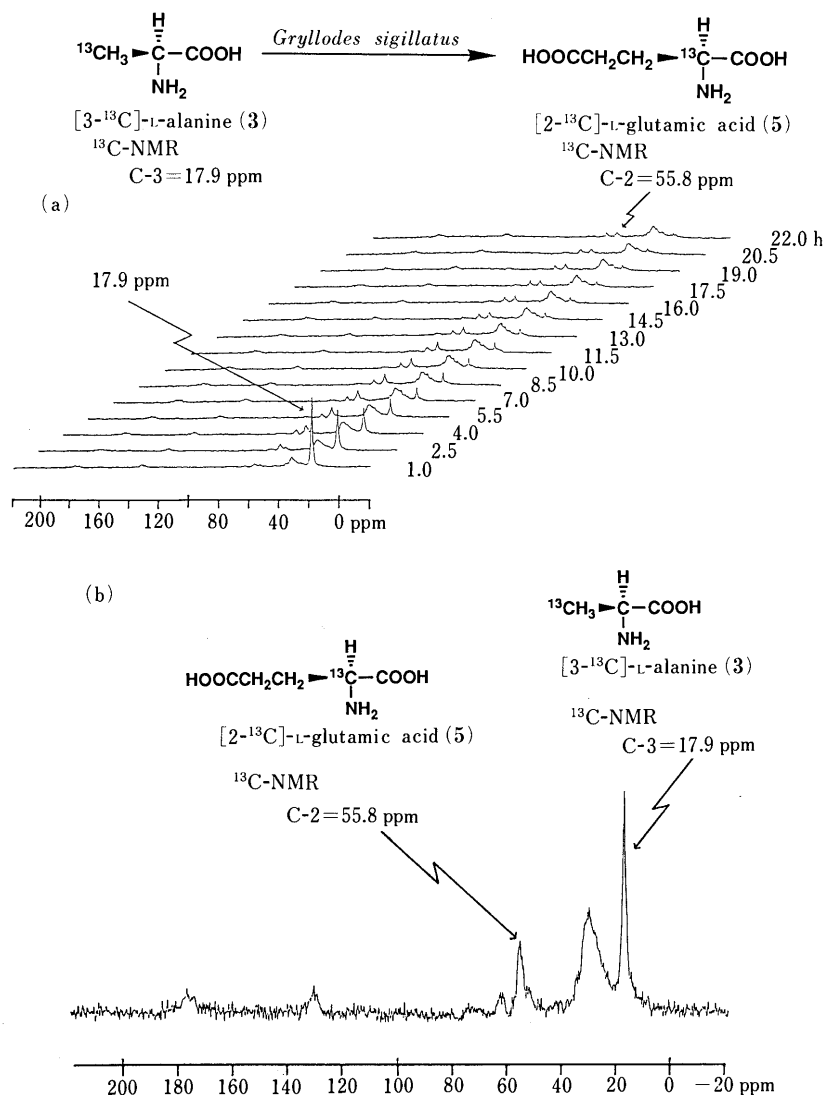 H
¹³CH₃ C COOH
NH₂
[3-¹³C]-L-alanine (3)
¹³C-NMR
C-3=17.9 ppm
Gryllodes sigillatus
H
HOOCCH₂CH₂ ¹³C COOH
NH₂
[2-¹³C]-L-glutamic acid (5)
¹³C-NMR
C-2=55.8 ppm
(a)
17.9 ppm
22.0 h
20.5
19.0
17.5
16.0
14.5
13.0
11.5
10.0
8.5
7.0
5.5
4.0
2.5
1.0
200 160 120 80 40 0 ppm
(b)
H
¹³CH₃ C COOH
NH₂
[3-¹³C]-L-alanine (3)
¹³C-NMR
C-3=17.9 ppm
H
HOOCCH₂CH₂ ¹³C COOH
NH₂
[2-¹³C]-L-glutamic acid (5)
¹³C-NMR
C-2=55.8 ppm
200 180 160 140 120 100 80 60 40 20 0 −20 ppm